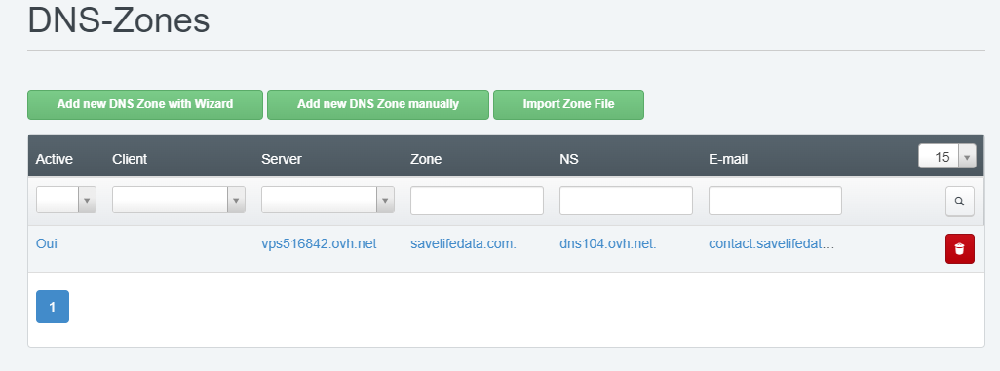 DNS-Zones
Add new DNS Zone with Wizard Add new DNS Zone manually Import Zone File
Active Client Server Zone NS E-mail 15
Oui vps516842.ovh.net savelifedata.com. dns104.ovh.net. contact.savelifedat…
1